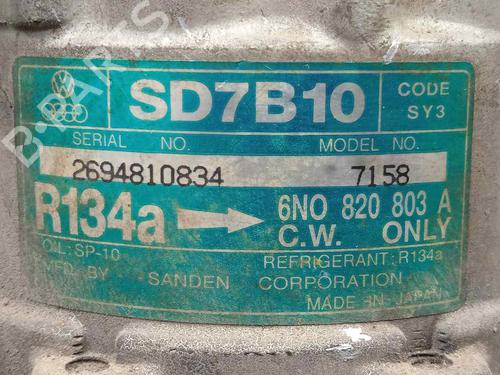 SD7B10
CODE
SY3
SERIAL NO.
MODEL NO.
2694810834
7158
R134a
6N0 820 803 A
C.W. ONLY
OIL: SP-10
REFRIGERANT: R134a
MFD. BY SANDEN CORPORATION
MADE IN JAPAN
B-PARTS